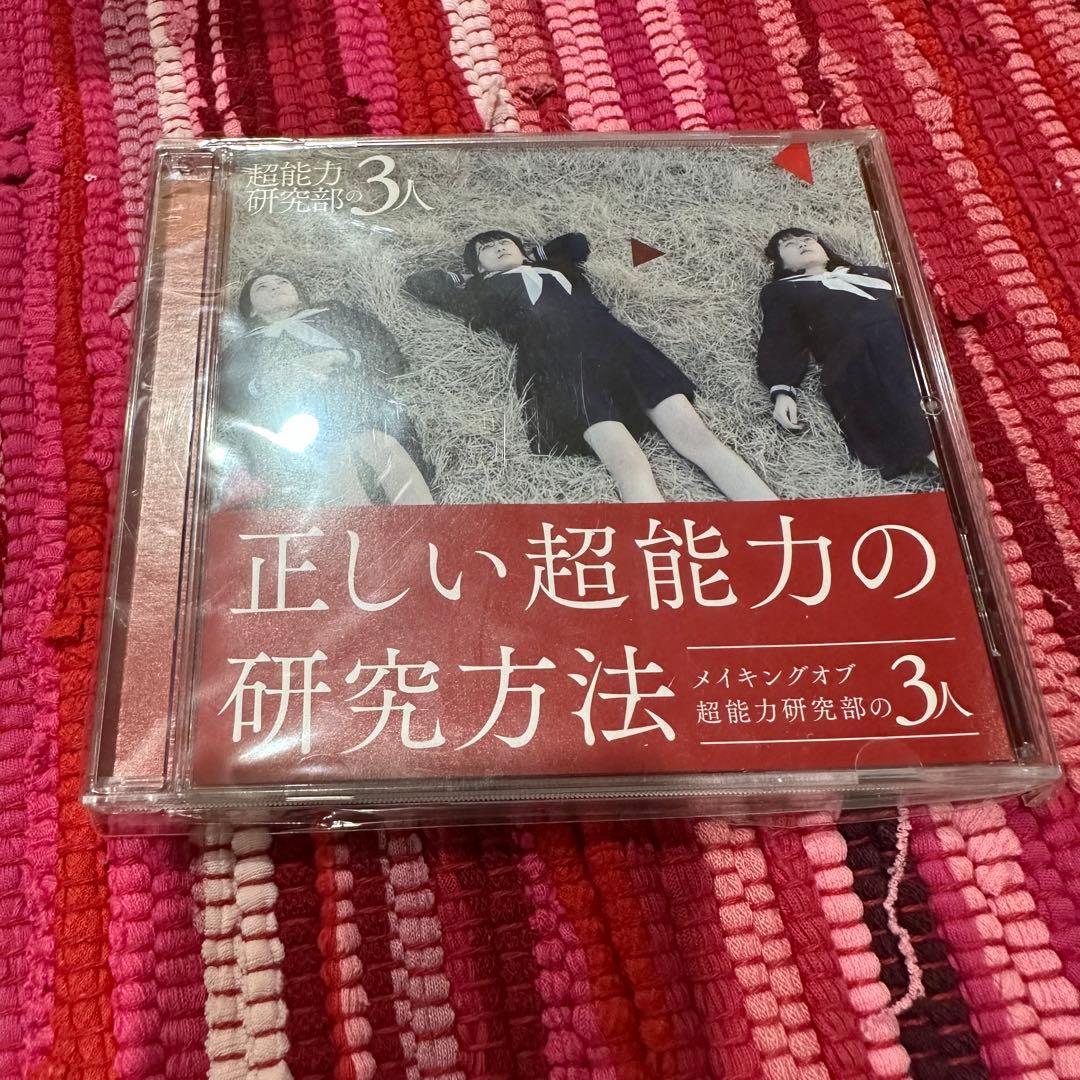 超能力
研究部の3人
正しい超能力の
研究方法
メイキングオブ
超能力研究部の3人